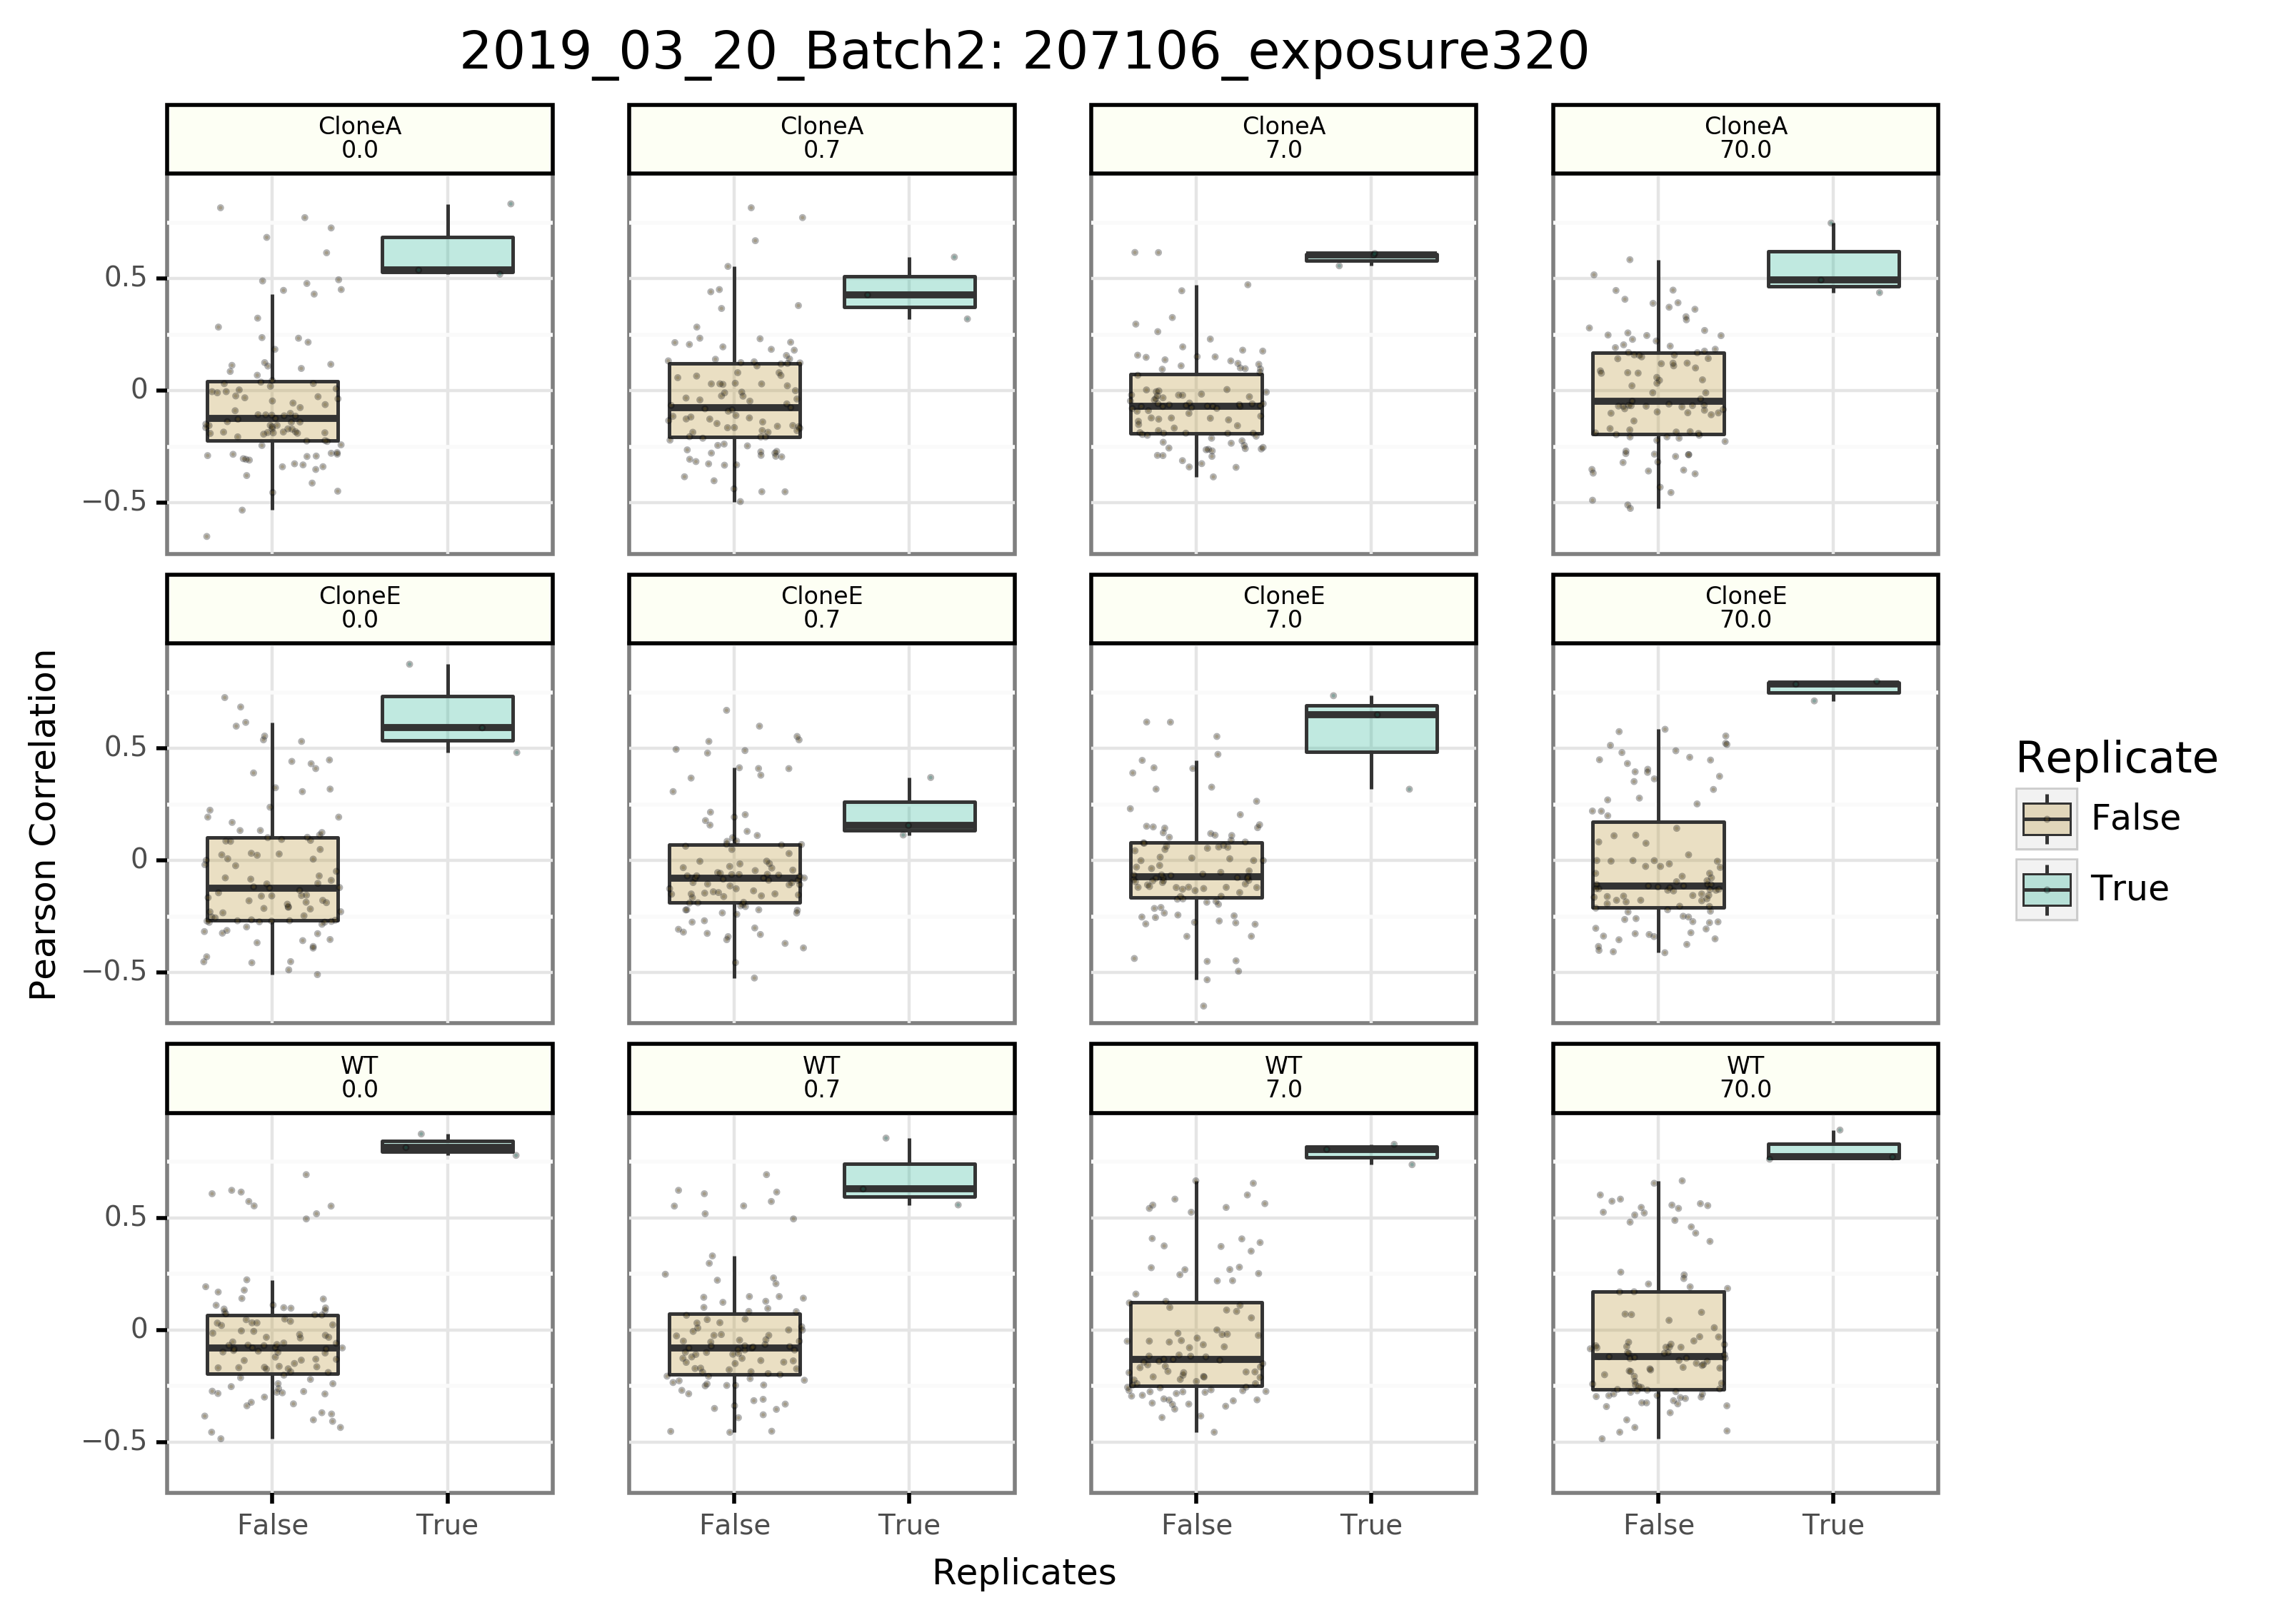 2019_03_20_Batch2: 207106_exposure320
CloneA
0.0
CloneA
0.7
CloneA
7.0
CloneA
70.0
0.5
0
−0.5
CloneE
0.0
CloneE
0.7
CloneE
7.0
CloneE
70.0
0.5
0
−0.5
Pearson Correlation
WT
0.0
WT
0.7
WT
7.0
WT
70.0
0.5
0
−0.5
False
True
False
True
False
True
False
True
Replicates
Replicate
False
True